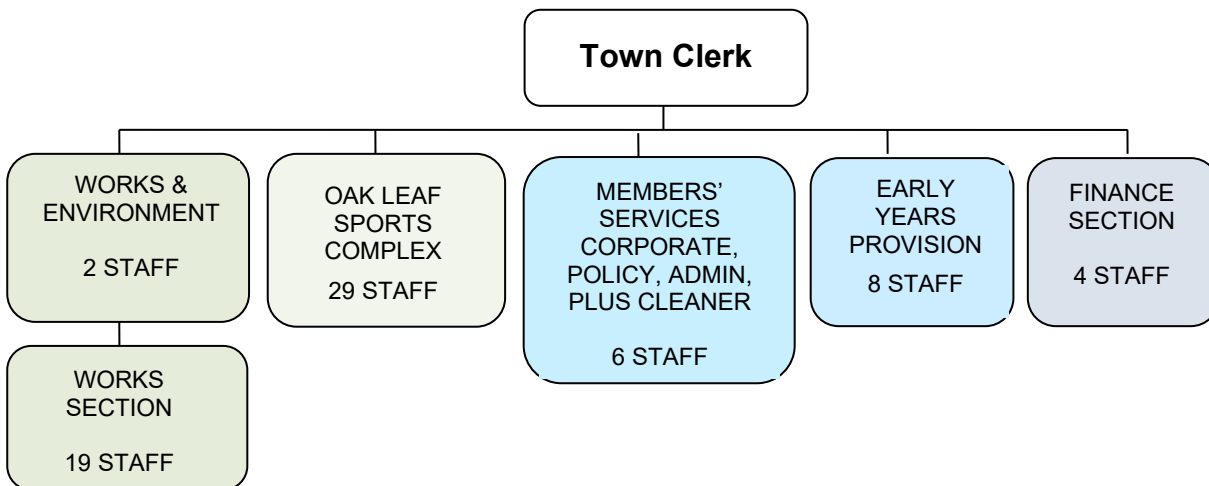 Town Clerk
WORKS &
ENVIRONMENT
2 STAFF
OAK LEAF
SPORTS
COMPLEX
29 STAFF
MEMBERS’
SERVICES
CORPORATE,
POLICY, ADMIN,
PLUS CLEANER
6 STAFF
EARLY
YEARS
PROVISION
8 STAFF
FINANCE
SECTION
4 STAFF
WORKS
SECTION
19 STAFF